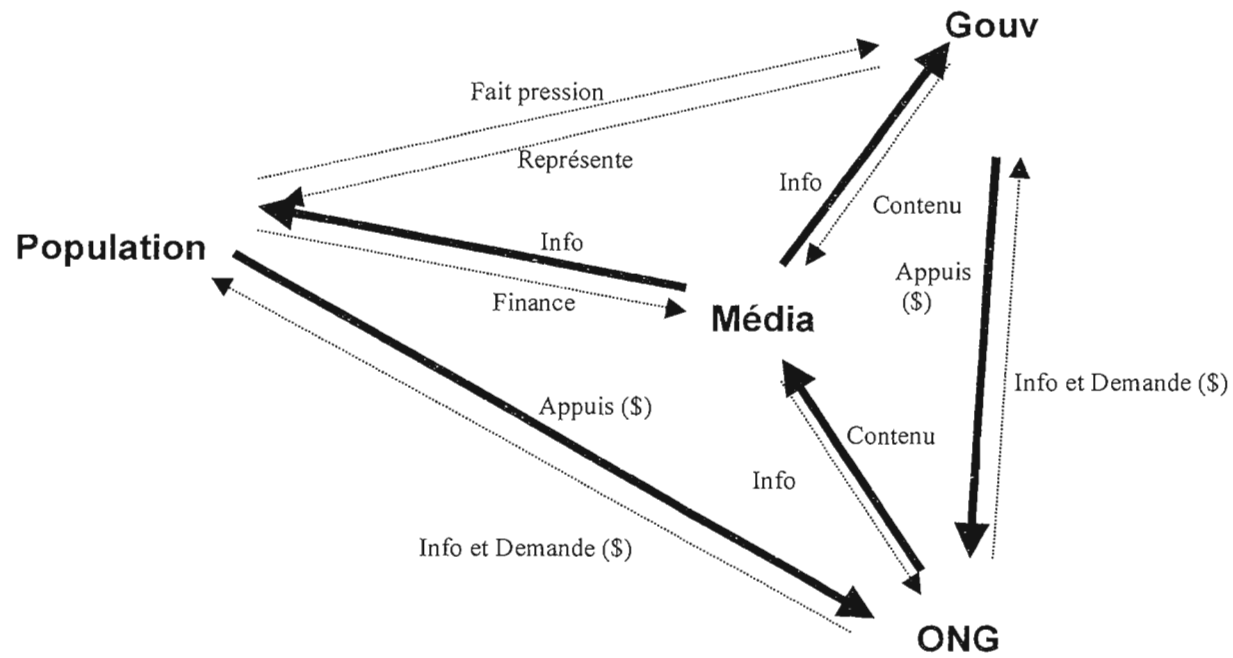 Gouv
Fait pression
Représente
Info
Contenu
Population
Info
Appuis
($)
Finance
Média
Info et Demande ($)
Appuis ($)
Contenu
Info
Info et Demande ($)
ONG